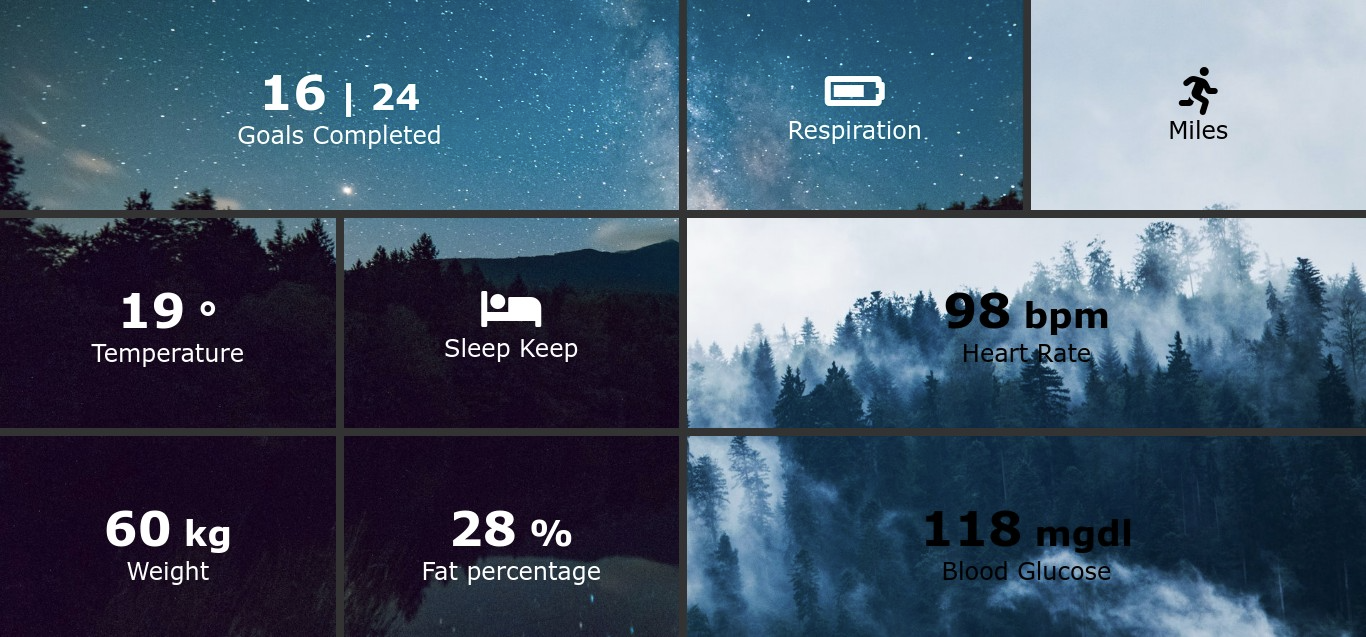 16 | 24
Goals Completed
Respiration
Miles
19 °
Temperature
Sleep Keep
98 bpm
Heart Rate
60 kg
Weight
28 %
Fat percentage
118 mgdl
Blood Glucose